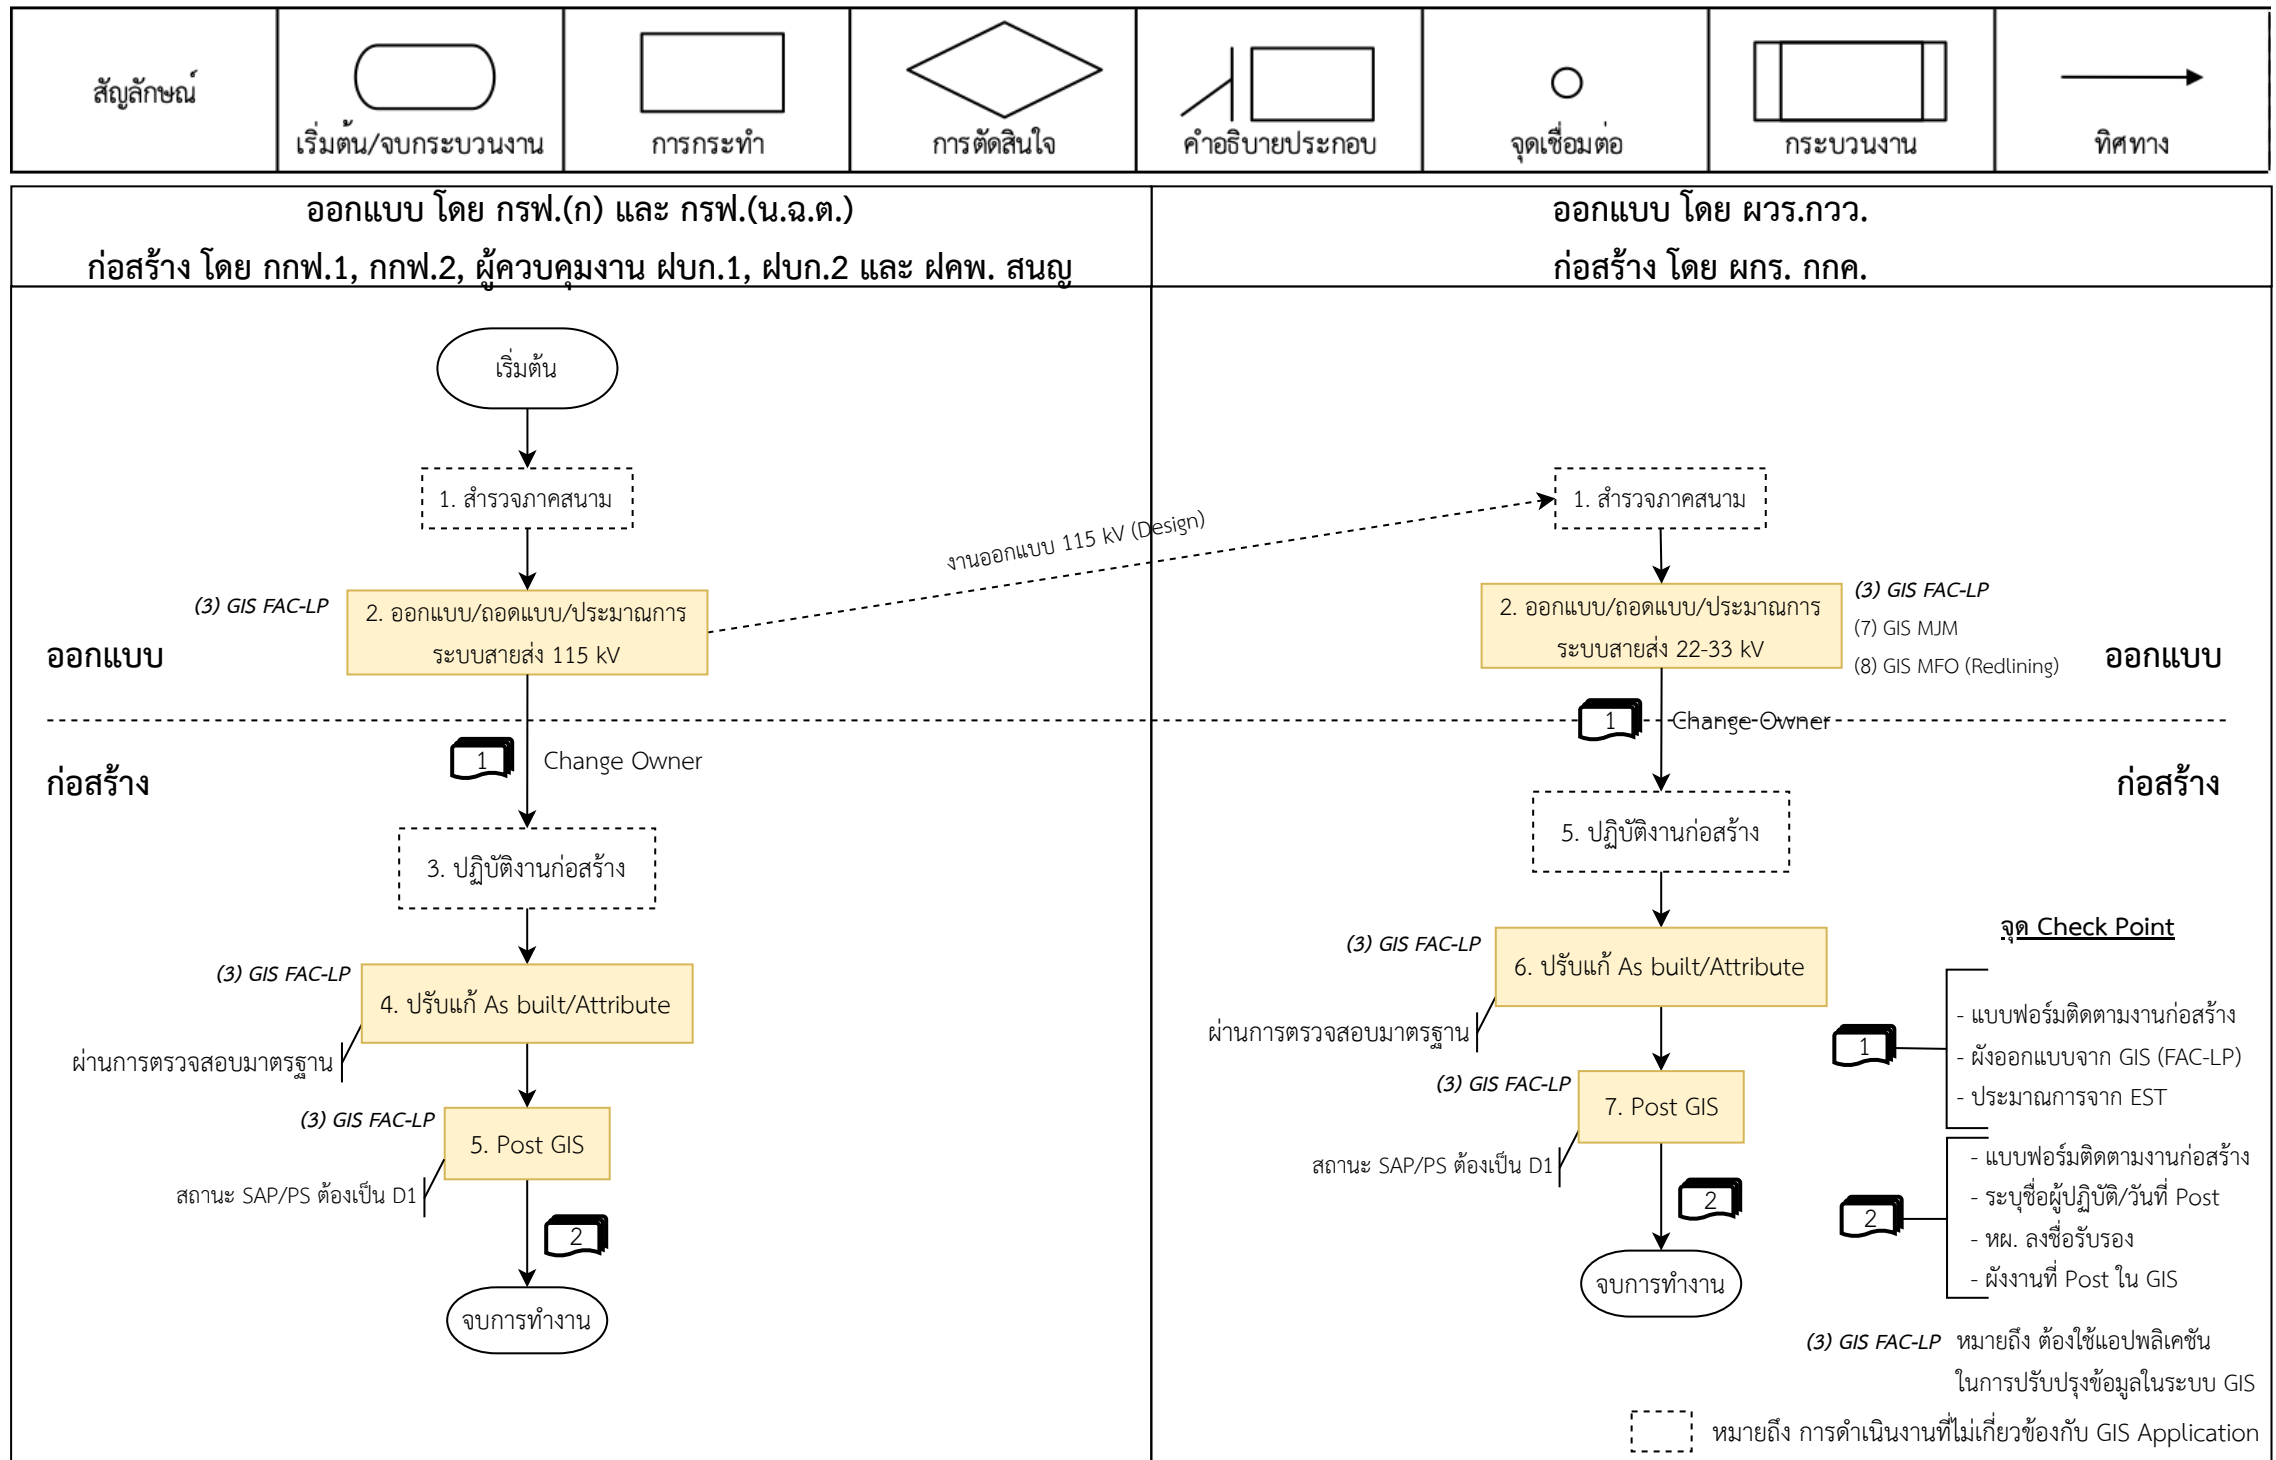 สัญลักษณ์
เริ่มต้น/จบกระบวนงาน
การกระทำ
การตัดสินใจ
คำอธิบายประกอบ
จุดเชื่อมต่อ
กระบวนงาน
ทิศทาง
ออกแบบ โดย กรฟ.(ก) และ กรฟ.(น.ฉ.ต.)
ก่อสร้าง โดย กกฟ.1, กกฟ.2, ผู้ควบคุมงาน ฝบก.1, ฝบก.2 และ ฝคพ. สนญ
ออกแบบ โดย ผวร.กวว.
ก่อสร้าง โดย ผกร. กกค.
เริ่มต้น
1. สำรวจภาคสนาม
(3) GIS FAC-LP
2. ออกแบบ/ถอดแบบ/ประมาณการ
ระบบสายส่ง 115 kV
ออกแบบ
งานออกแบบ 115 kV (Design)
1
Change Owner
ก่อสร้าง
3. ปฏิบัติงานก่อสร้าง
(3) GIS FAC-LP
4. ปรับแก้ As built/Attribute
ผ่านการตรวจสอบมาตรฐาน
(3) GIS FAC-LP
5. Post GIS
สถานะ SAP/PS ต้องเป็น D1
2
จบการทำงาน
1. สำรวจภาคสนาม
2. ออกแบบ/ถอดแบบ/ประมาณการ
ระบบสายส่ง 22-33 kV
(3) GIS FAC-LP
(7) GIS MJM
(8) GIS MFO (Redlining)
ออกแบบ
1
Change Owner
ก่อสร้าง
5. ปฏิบัติงานก่อสร้าง
(3) GIS FAC-LP
6. ปรับแก้ As built/Attribute
ผ่านการตรวจสอบมาตรฐาน
(3) GIS FAC-LP
7. Post GIS
สถานะ SAP/PS ต้องเป็น D1
2
จบการทำงาน
จุด Check Point
1
- แบบฟอร์มติดตามงานก่อสร้าง
- ผังออกแบบจาก GIS (FAC-LP)
- ประมาณการจาก EST
2
- แบบฟอร์มติดตามงานก่อสร้าง
- ระบุชื่อผู้ปฏิบัติ/วันที่ Post
- หผ. ลงชื่อรับรอง
- ผังงานที่ Post ใน GIS
(3) GIS FAC-LP หมายถึง ต้องใช้แอปพลิเคชัน
ในการปรับปรุงข้อมูลในระบบ GIS
หมายถึง การดำเนินงานที่ไม่เกี่ยวข้องกับ GIS Application